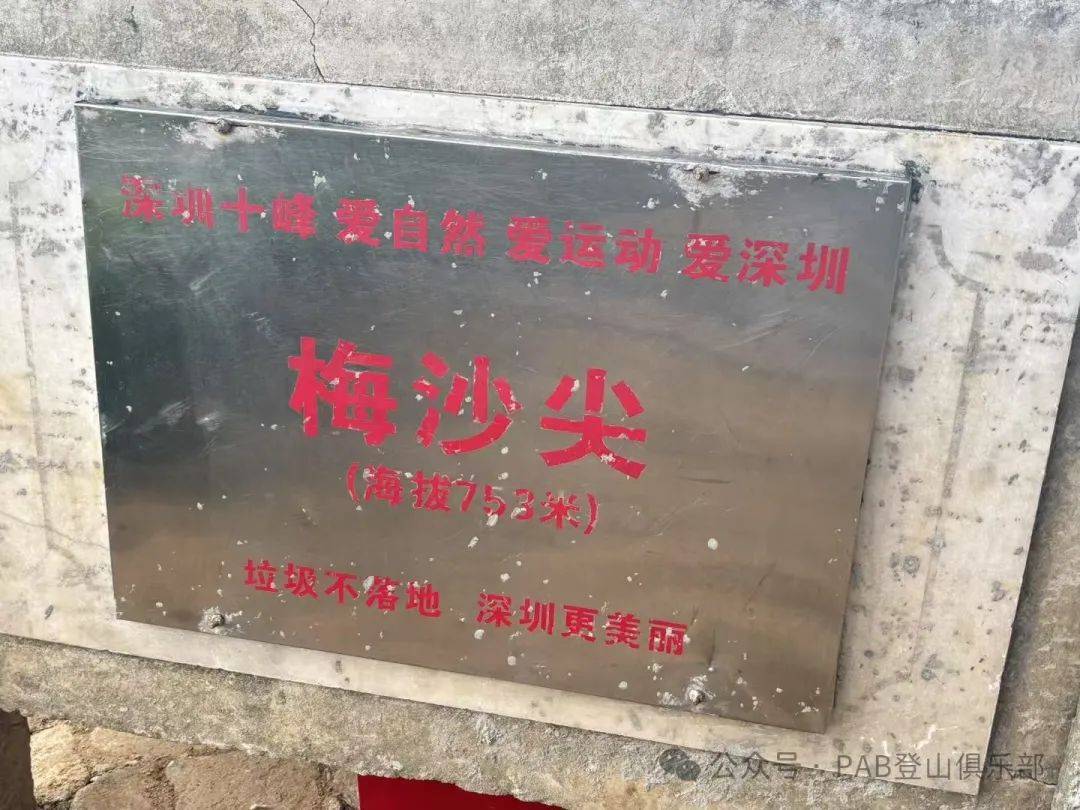 深圳十峰 爱自然 爱运动 爱深圳
梅沙尖
(海拔753米)
垃圾不落地 深圳更美丽
公众号·PAB登山俱乐部